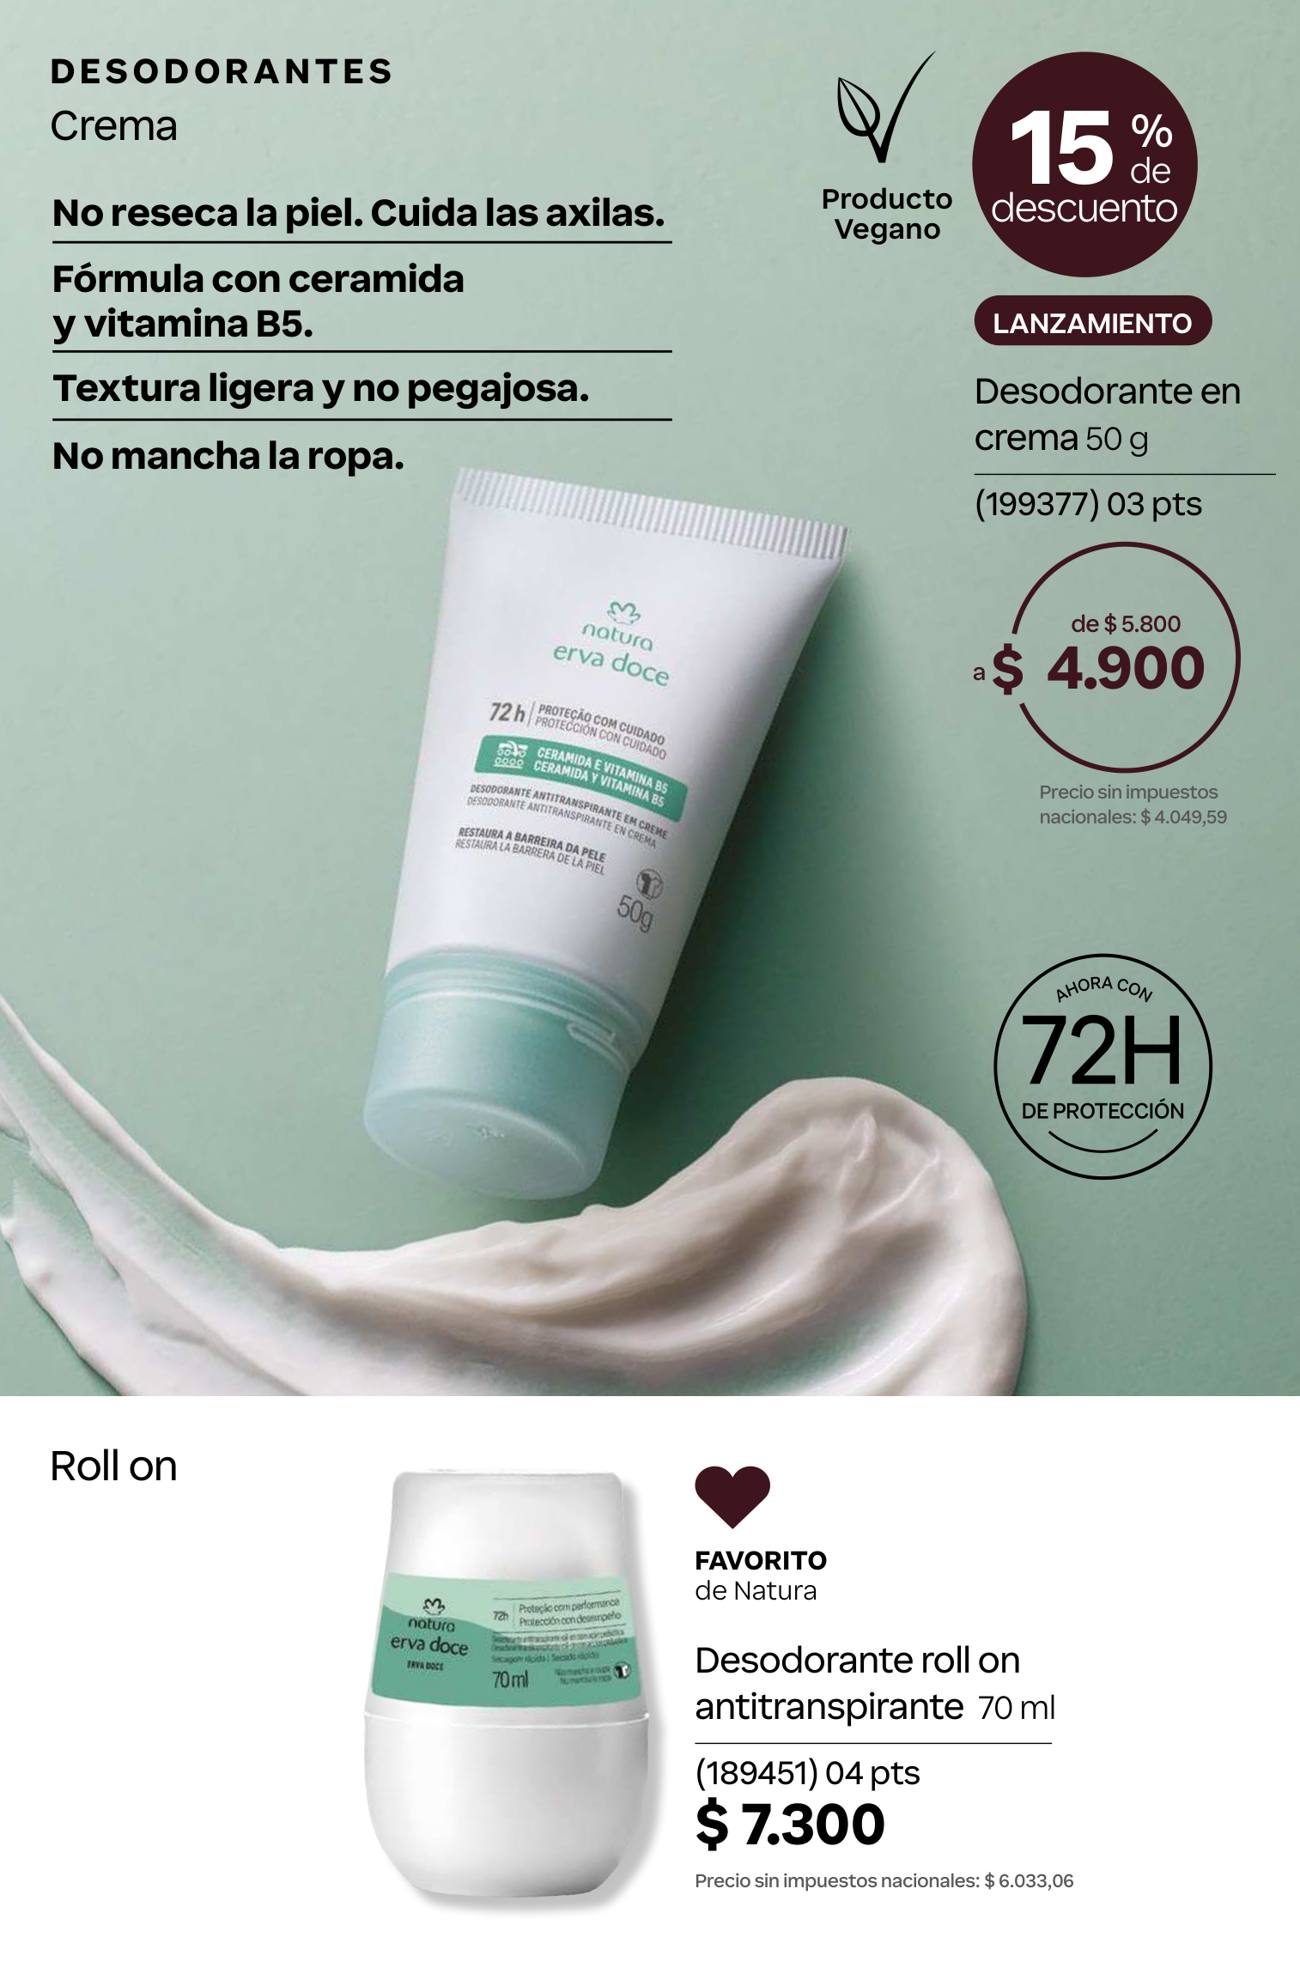 DESODORANTES
Crema
No reseca la piel. Cuida las axilas.
Fórmula con ceramida
y vitamina B5.
Textura ligera y no pegajosa.
No mancha la ropa.
Producto
Vegano
15 %
de
descuento
LANZAMIENTO
Desodorante en
crema 50 g
(199377) 03 pts
de $ 5.800
a $ 4.900
Precio sin impuestos
nacionales: $ 4.049,59
natura
erva doce
72 h PROTEÇÃO COM CUIDADO
PROTECCIÓN CON CUIDADO
CERAMIDA E VITAMINA B5
CERAMIDA Y VITAMINA B5
DESODORANTE ANTITRANSPIRANTE EM CREME
DESODORANTE ANTITRANSPIRANTE EN CREMA
RESTAURA A BARREIRA DA PELE
RESTAURA LA BARRERA DE LA PIEL
50g
AHORA CON
72H
DE PROTECCIÓN
Roll on
natura
erva doce
ERVA DOCE
72h Proteção com performance
Protección con desempeño
Secagem rápida | Secado rápido
70 ml
FAVORITO
de Natura
Desodorante roll on
antitranspirante 70 ml
(189451) 04 pts
$ 7.300
Precio sin impuestos nacionales: $ 6.033,06